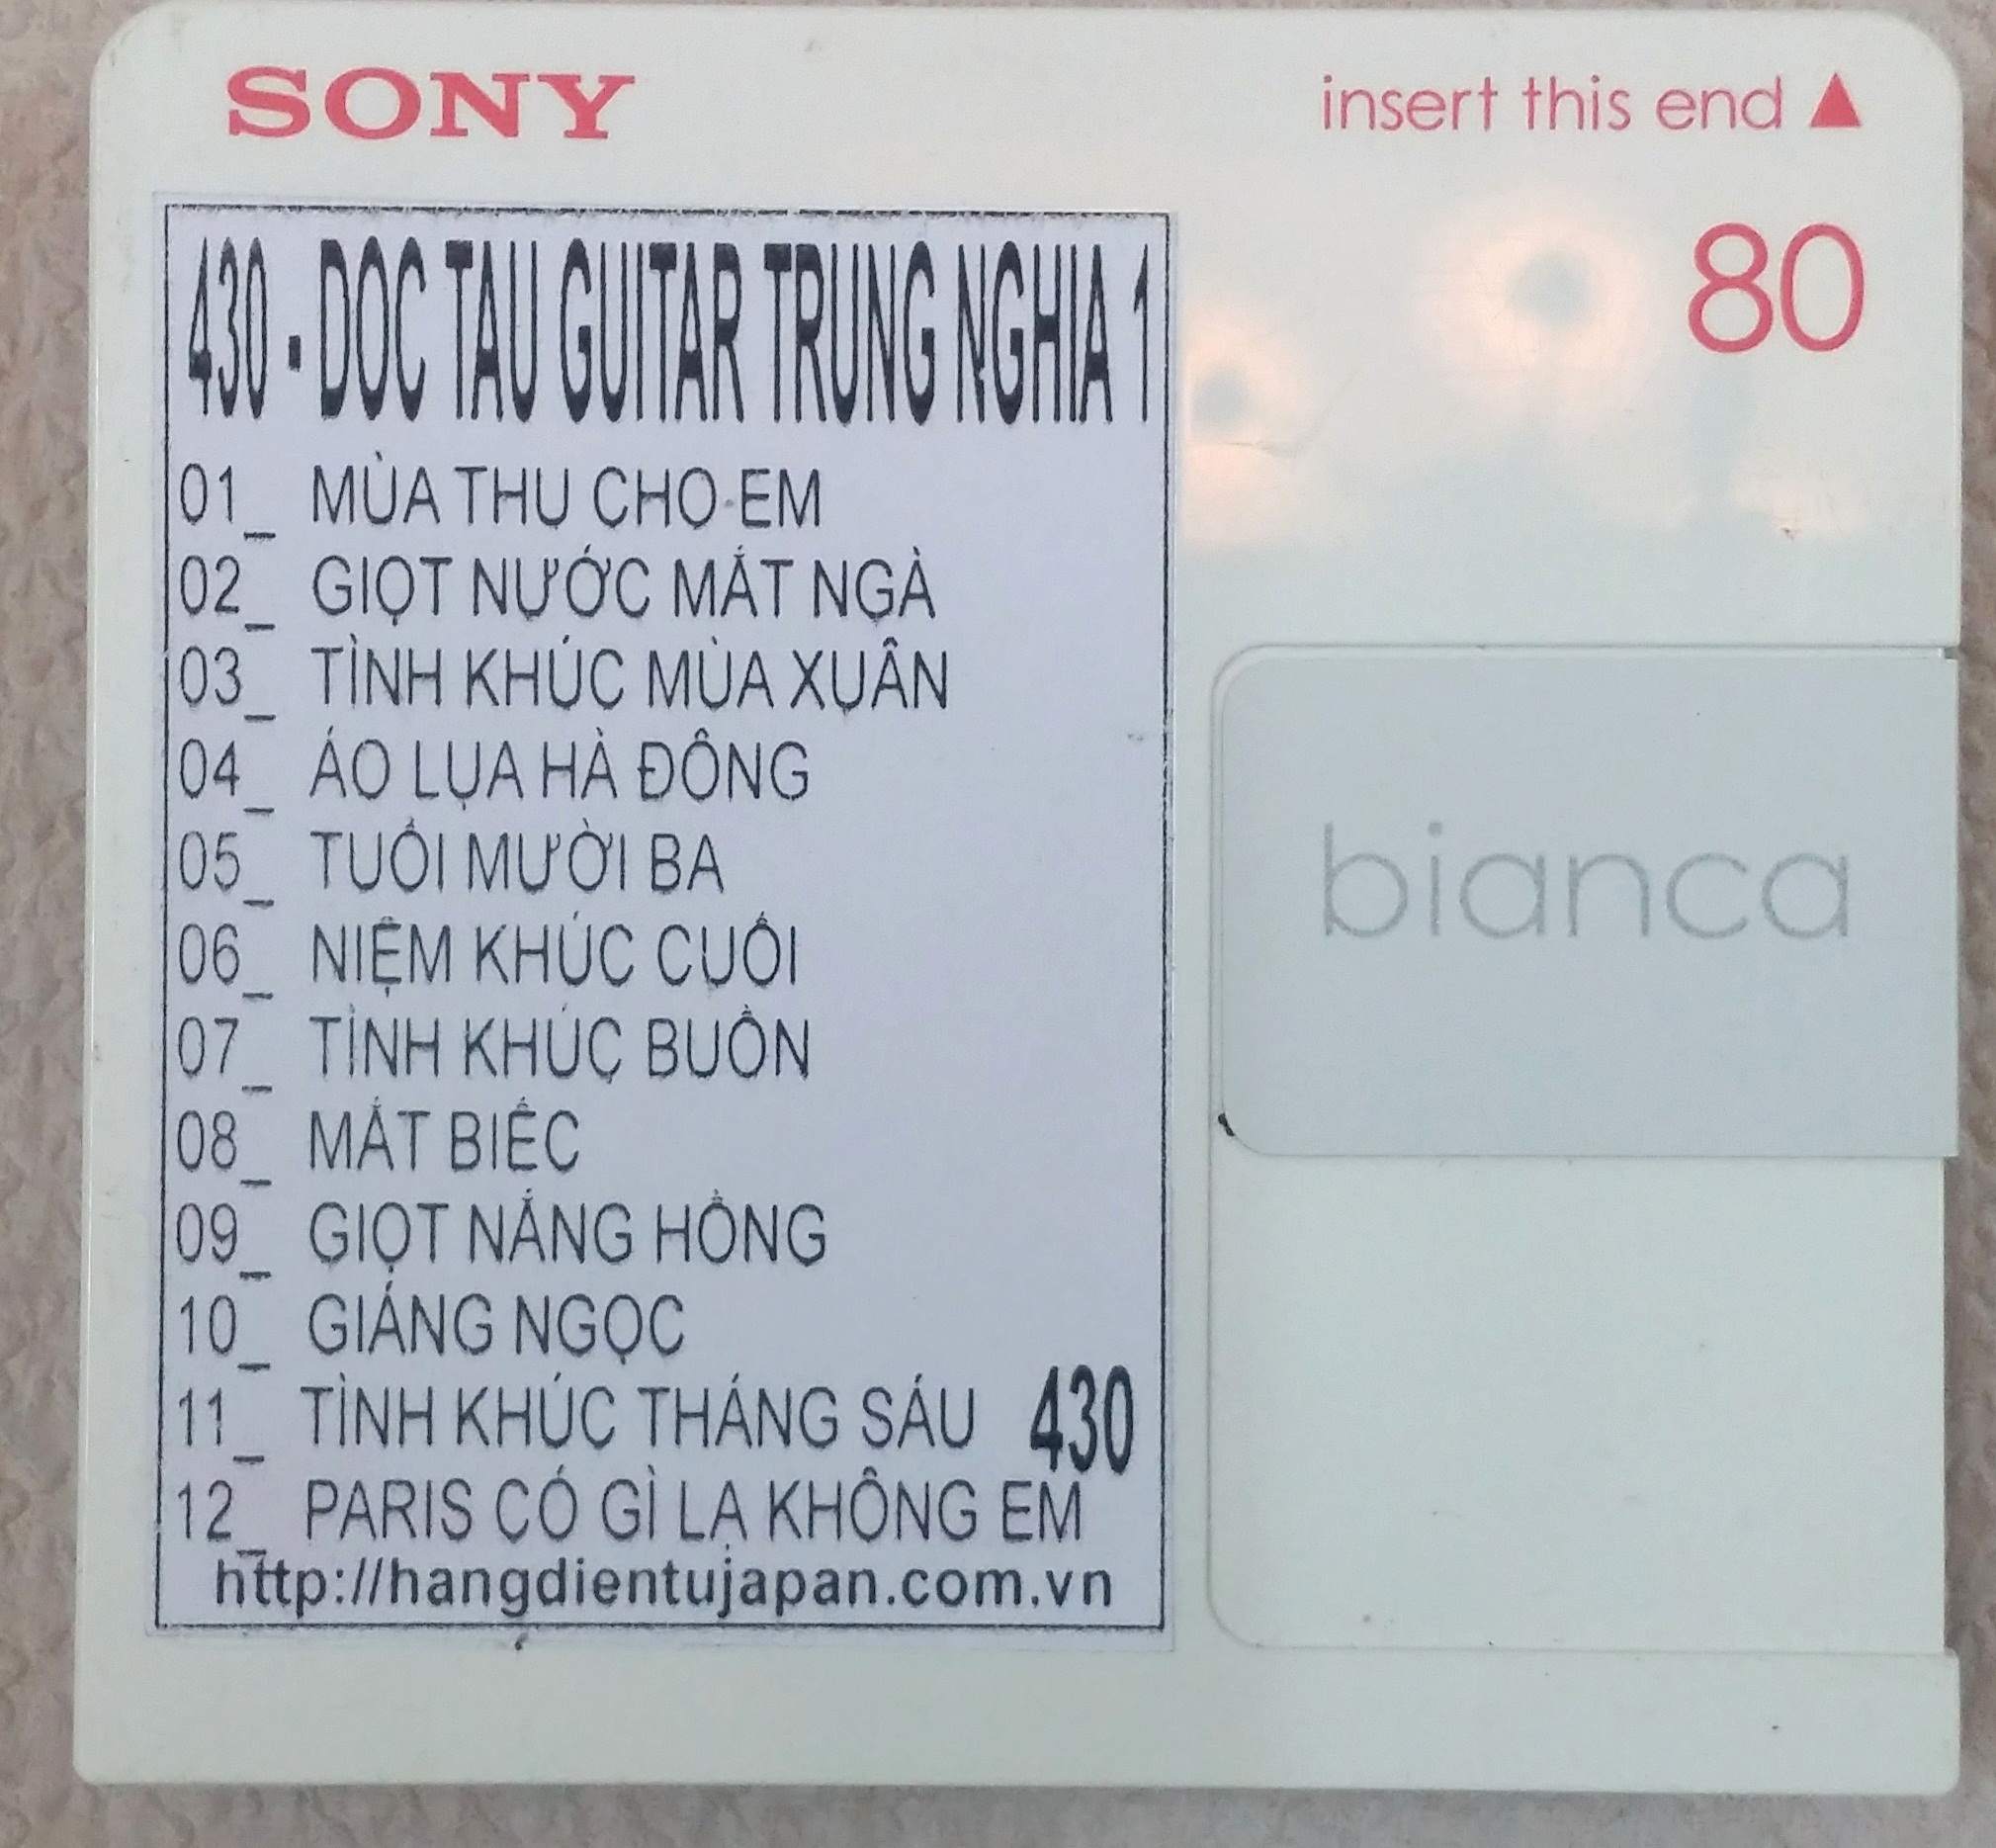 SONY
insert this end ▲
80
430 - DOC TAU GUITAR TRUNG NGHIA 1
01_ MÙA THU CHO EM
02_ GIỌT NƯỚC MẮT NGÀ
03_ TÌNH KHÚC MÙA XUÂN
04_ ÁO LỤA HÀ ĐÔNG
05_ TUỔI MƯỜI BA
06_ NIỆM KHÚC CUỐI
07_ TÌNH KHÚC BUỒN
08_ MẮT BIẾC
09_ GIỌT NẮNG HỒNG
10_ GIÁNG NGỌC
11_ TÌNH KHÚC THÁNG SÁU 430
12_ PARIS CÓ GÌ LẠ KHÔNG EM
http://hangdientujapan.com.vn
bianca